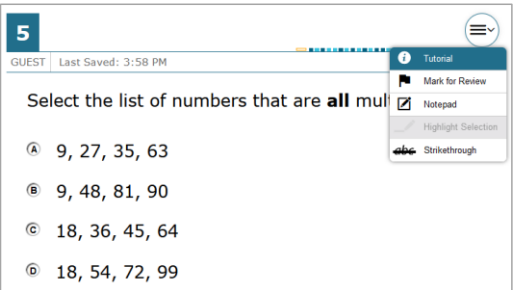 5
GUEST Last Saved: 3:58 PM
Tutorial
Mark for Review
Notepad
Highlight Selection
abc Strikethrough
Select the list of numbers that are all mul
A 9, 27, 35, 63
B 9, 48, 81, 90
C 18, 36, 45, 64
D 18, 54, 72, 99